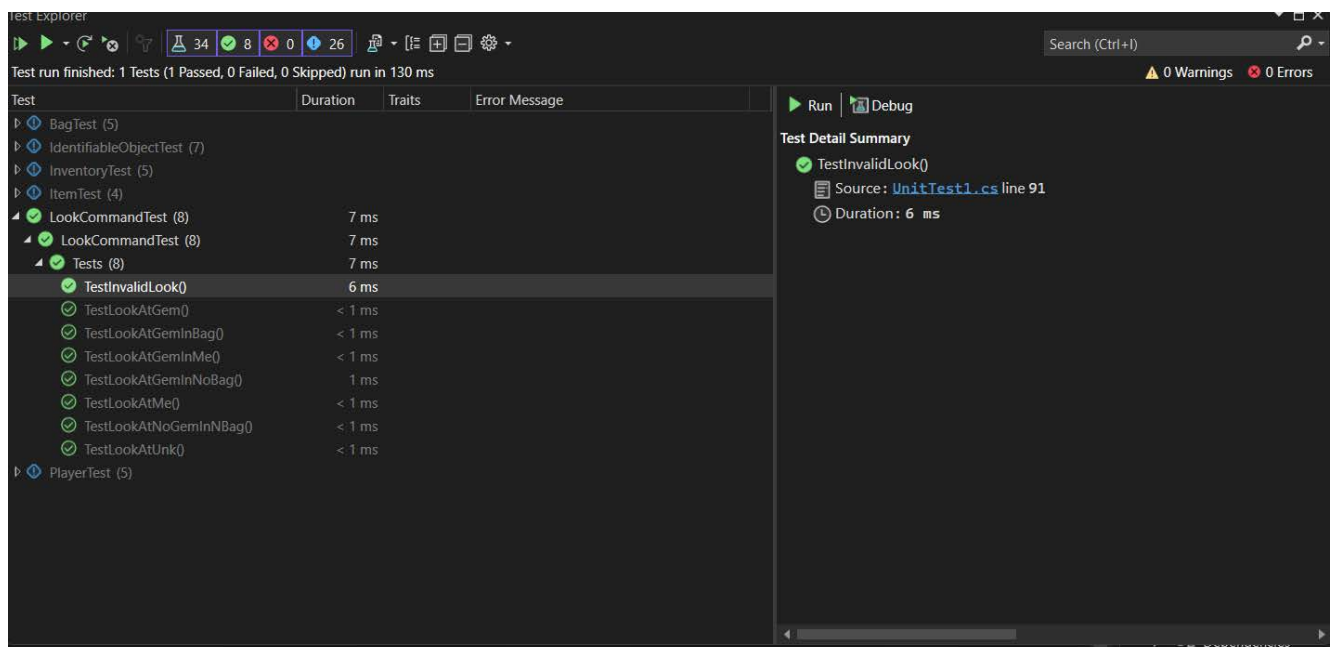 Test Explorer
34 8 0 26 Search (Ctrl+I)
Test run finished: 1 Tests (1 Passed, 0 Failed, 0 Skipped) run in 130 ms 0 Warnings 0 Errors
Test Duration Traits Error Message
BagTest (5)
IdentifiableObjectTest (7)
InventoryTest (5)
ItemTest (4)
LookCommandTest (8) 7 ms
LookCommandTest (8) 7 ms
Tests (8) 7 ms
TestInvalidLook() 6 ms
TestLookAtGem() < 1 ms
TestLookAtGemInBag() < 1 ms
TestLookAtGemInMe() < 1 ms
TestLookAtGemInNoBag() 1 ms
TestLookAtMe() < 1 ms
TestLookAtNoGemInNBag() < 1 ms
TestLookAtUnk() < 1 ms
PlayerTest (5)
Run Debug
Test Detail Summary
TestInvalidLook()
Source: UnitTest1.cs line 91
Duration: 6 ms